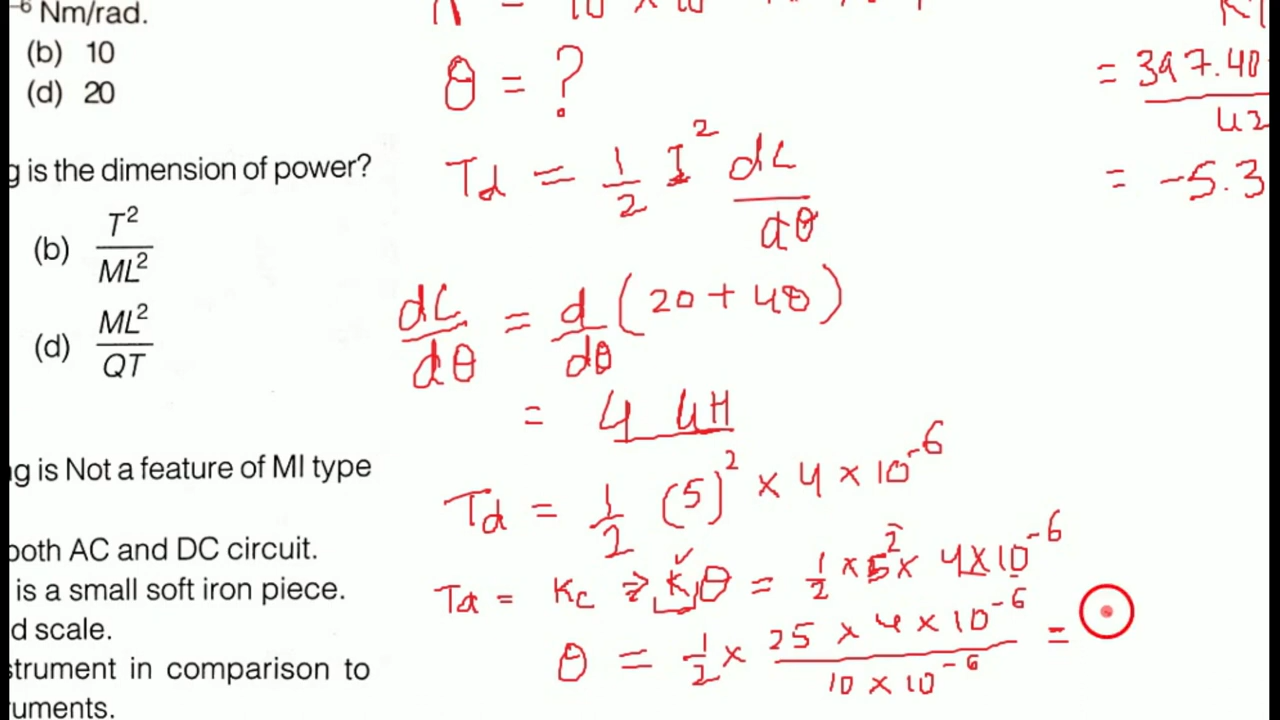 ⁻⁶ Nm/rad.
(b) 10
(d) 20
g is the dimension of power?
(b) T²/ML²
(d) ML²/QT
ng is Not a feature of MI type
both AC and DC circuit.
is a small soft iron piece.
d scale.
strument in comparison to
uments.
θ = ?
Td = 1/2 I² dL/dθ
dL/dθ = d/dθ (20 + 4θ)
= 4 μH
Td = 1/2 (5)² × 4 × 10⁻⁶
Td = Kc ⇒ Kθ = 1/2 × 5² × 4 × 10⁻⁶
θ = 1/2 × 25 × 4 × 10⁻⁶ / 10 × 10⁻⁶ =
= 397.40 / 42
= -5.3